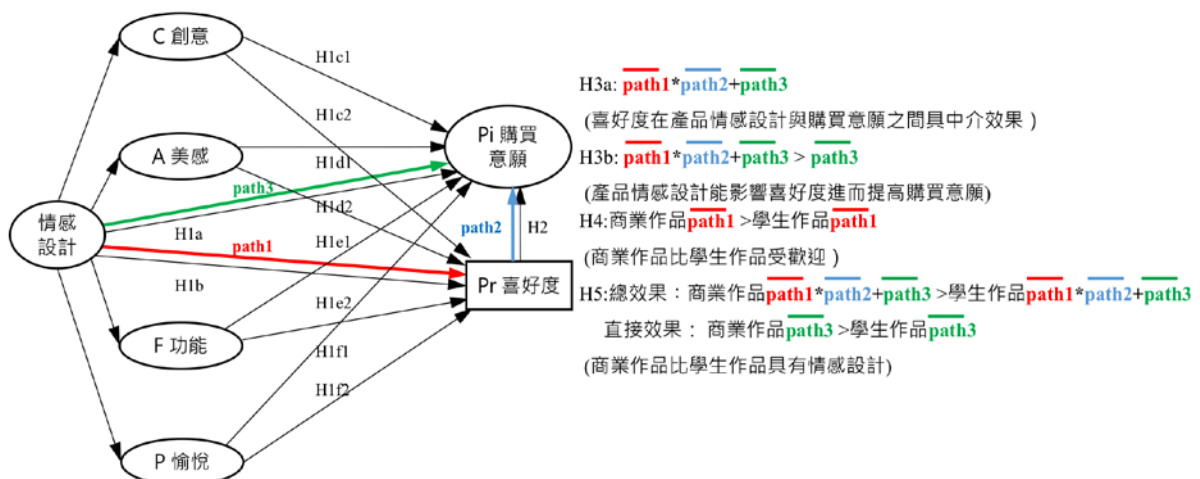 C 創意
H1c1
H1c2
A 美感
Pi 購買
意願
H1d1
path3
H1d2
情感
設計
H1a
path1
H1e1
path2
H2
H1b
Pr 喜好度
H1e2
F 功能
H1f1
H1f2
P 愉悅
H3a: path1*path2+path3
(喜好度在產品情感設計與購買意願之間具中介效果)
H3b: path1*path2+path3 > path3
(產品情感設計能影響喜好度進而提高購買意願)
H4:商業作品path1 >學生作品path1
(商業作品比學生作品受歡迎)
H5:總效果：商業作品path1*path2+path3 >學生作品path1*path2+path3
直接效果： 商業作品path3 >學生作品path3
(商業作品比學生作品具有情感設計)